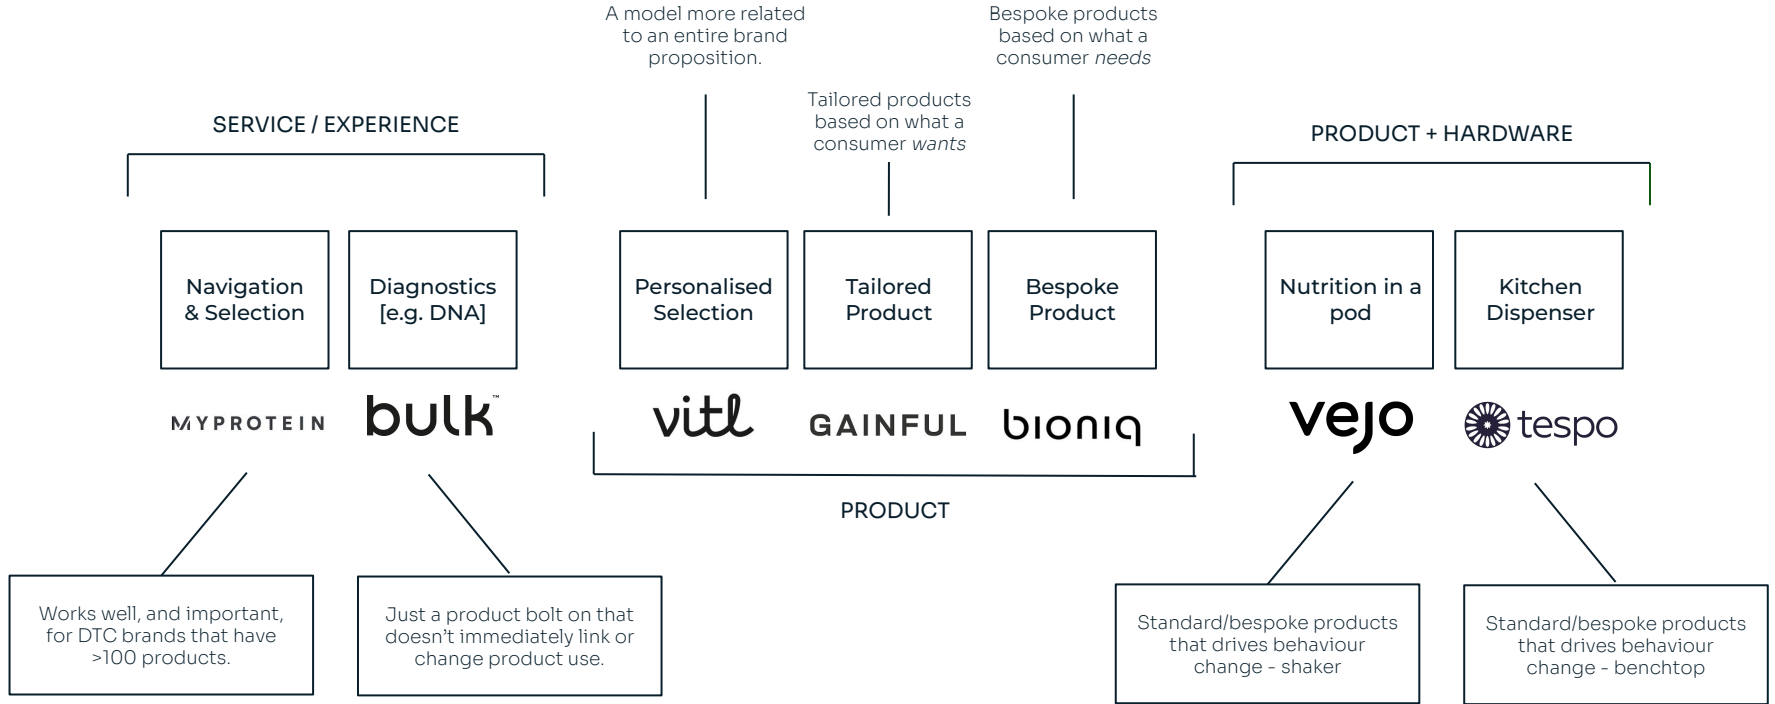 A model more related
to an entire brand
proposition.
Bespoke products
based on what a
consumer needs
Tailored products
based on what a
consumer wants
SERVICE / EXPERIENCE
PRODUCT + HARDWARE
Navigation
& Selection
Diagnostics
[e.g. DNA]
Personalised
Selection
Tailored
Product
Bespoke
Product
Nutrition in a
pod
Kitchen
Dispenser
MYPROTEIN
bulk™
vitl
GAINFUL
bioniq
vejo
tespo
PRODUCT
Works well, and important,
for DTC brands that have
>100 products.
Just a product bolt on that
doesn't immediately link or
change product use.
Standard/bespoke products
that drives behaviour
change - shaker
Standard/bespoke products
that drives behaviour
change - benchtop